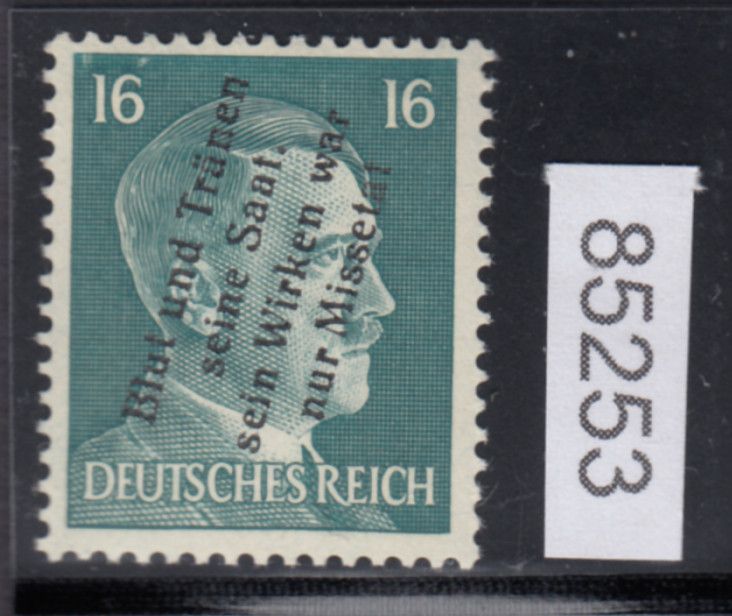 16 16
Blut und Tränen
seine Saat.
sein Wirken war
nur Missetat
DEUTSCHES REICH
85253